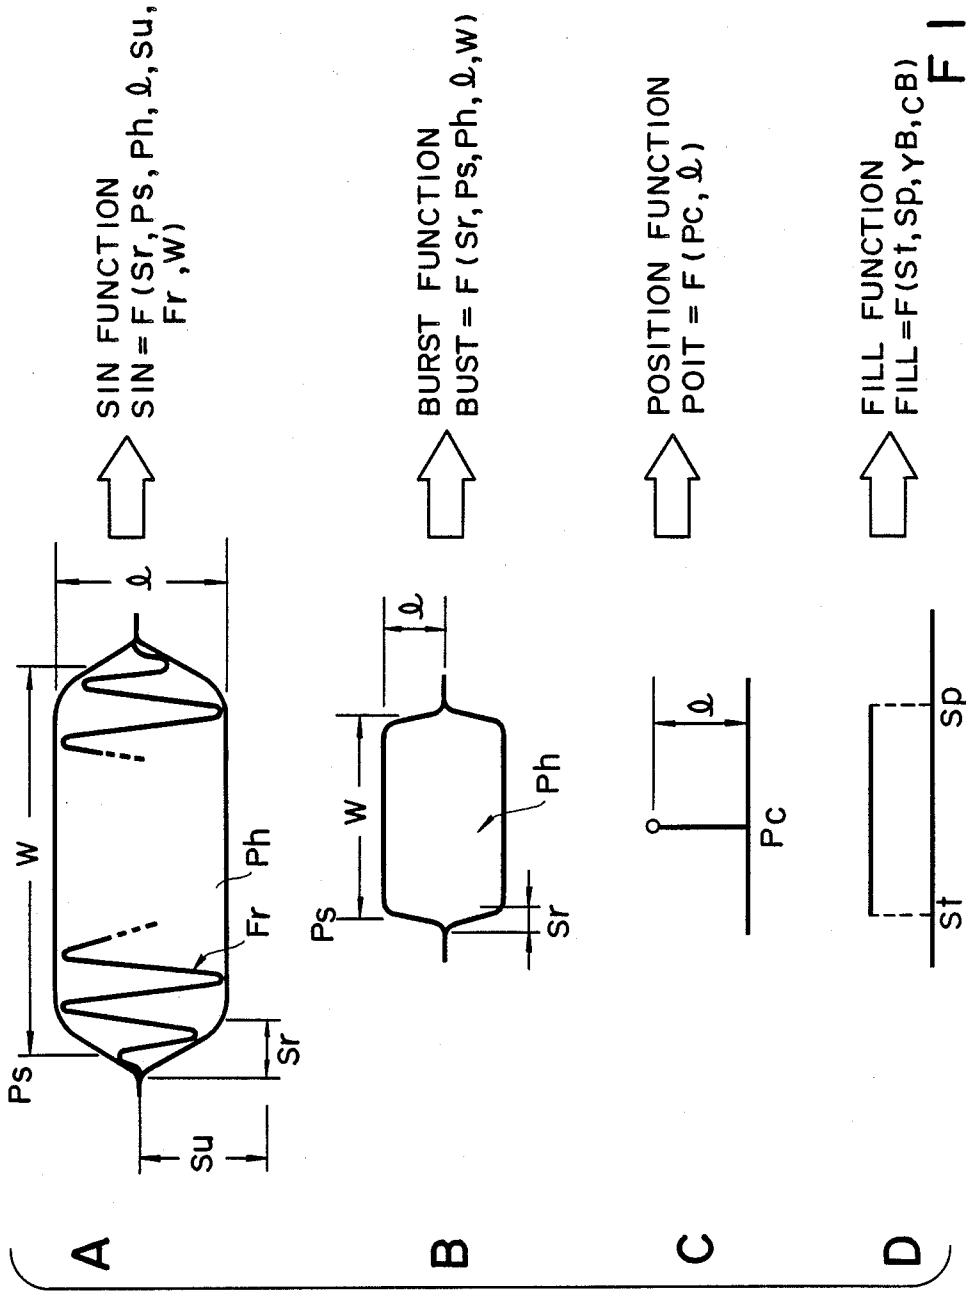 A
Ps
W
Su
Sr
Fr
Ph
ℓ
SIN FUNCTION
SIN = F (Sr, Ps, Ph, ℓ, Su,
Fr, W)
B
Ps
W
Sr
Ph
ℓ
BURST FUNCTION
BUST = F (Sr, Ps, Ph, ℓ, W)
C
Pc
ℓ
POSITION FUNCTION
POIT = F (PC, ℓ)
D
St
Sp
FILL FUNCTION
FILL = F (St, Sp, YB, CB)
F I